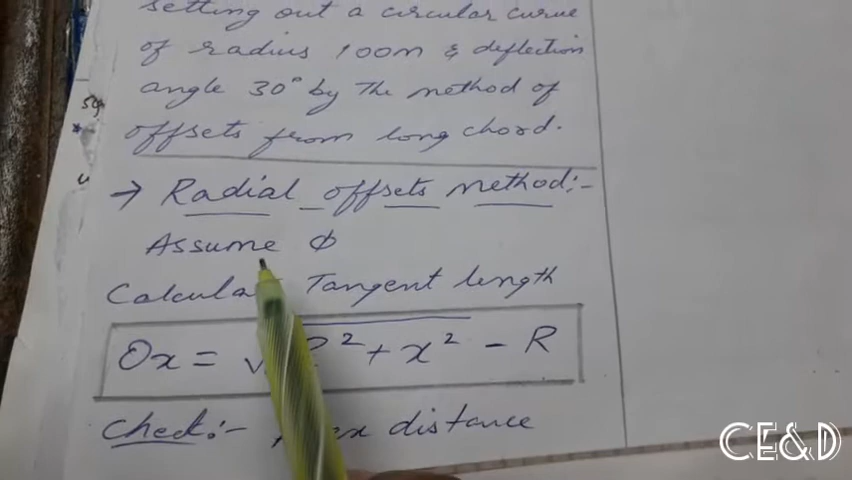 setting out a circular curve
of radius 100m & deflection
angle 30° by the method of
offsets from long chord.
→ Radial offsets method:-
Assume ϕ
Tangent length
Ox = √R² + x² - R
Check:- distance
CE&D